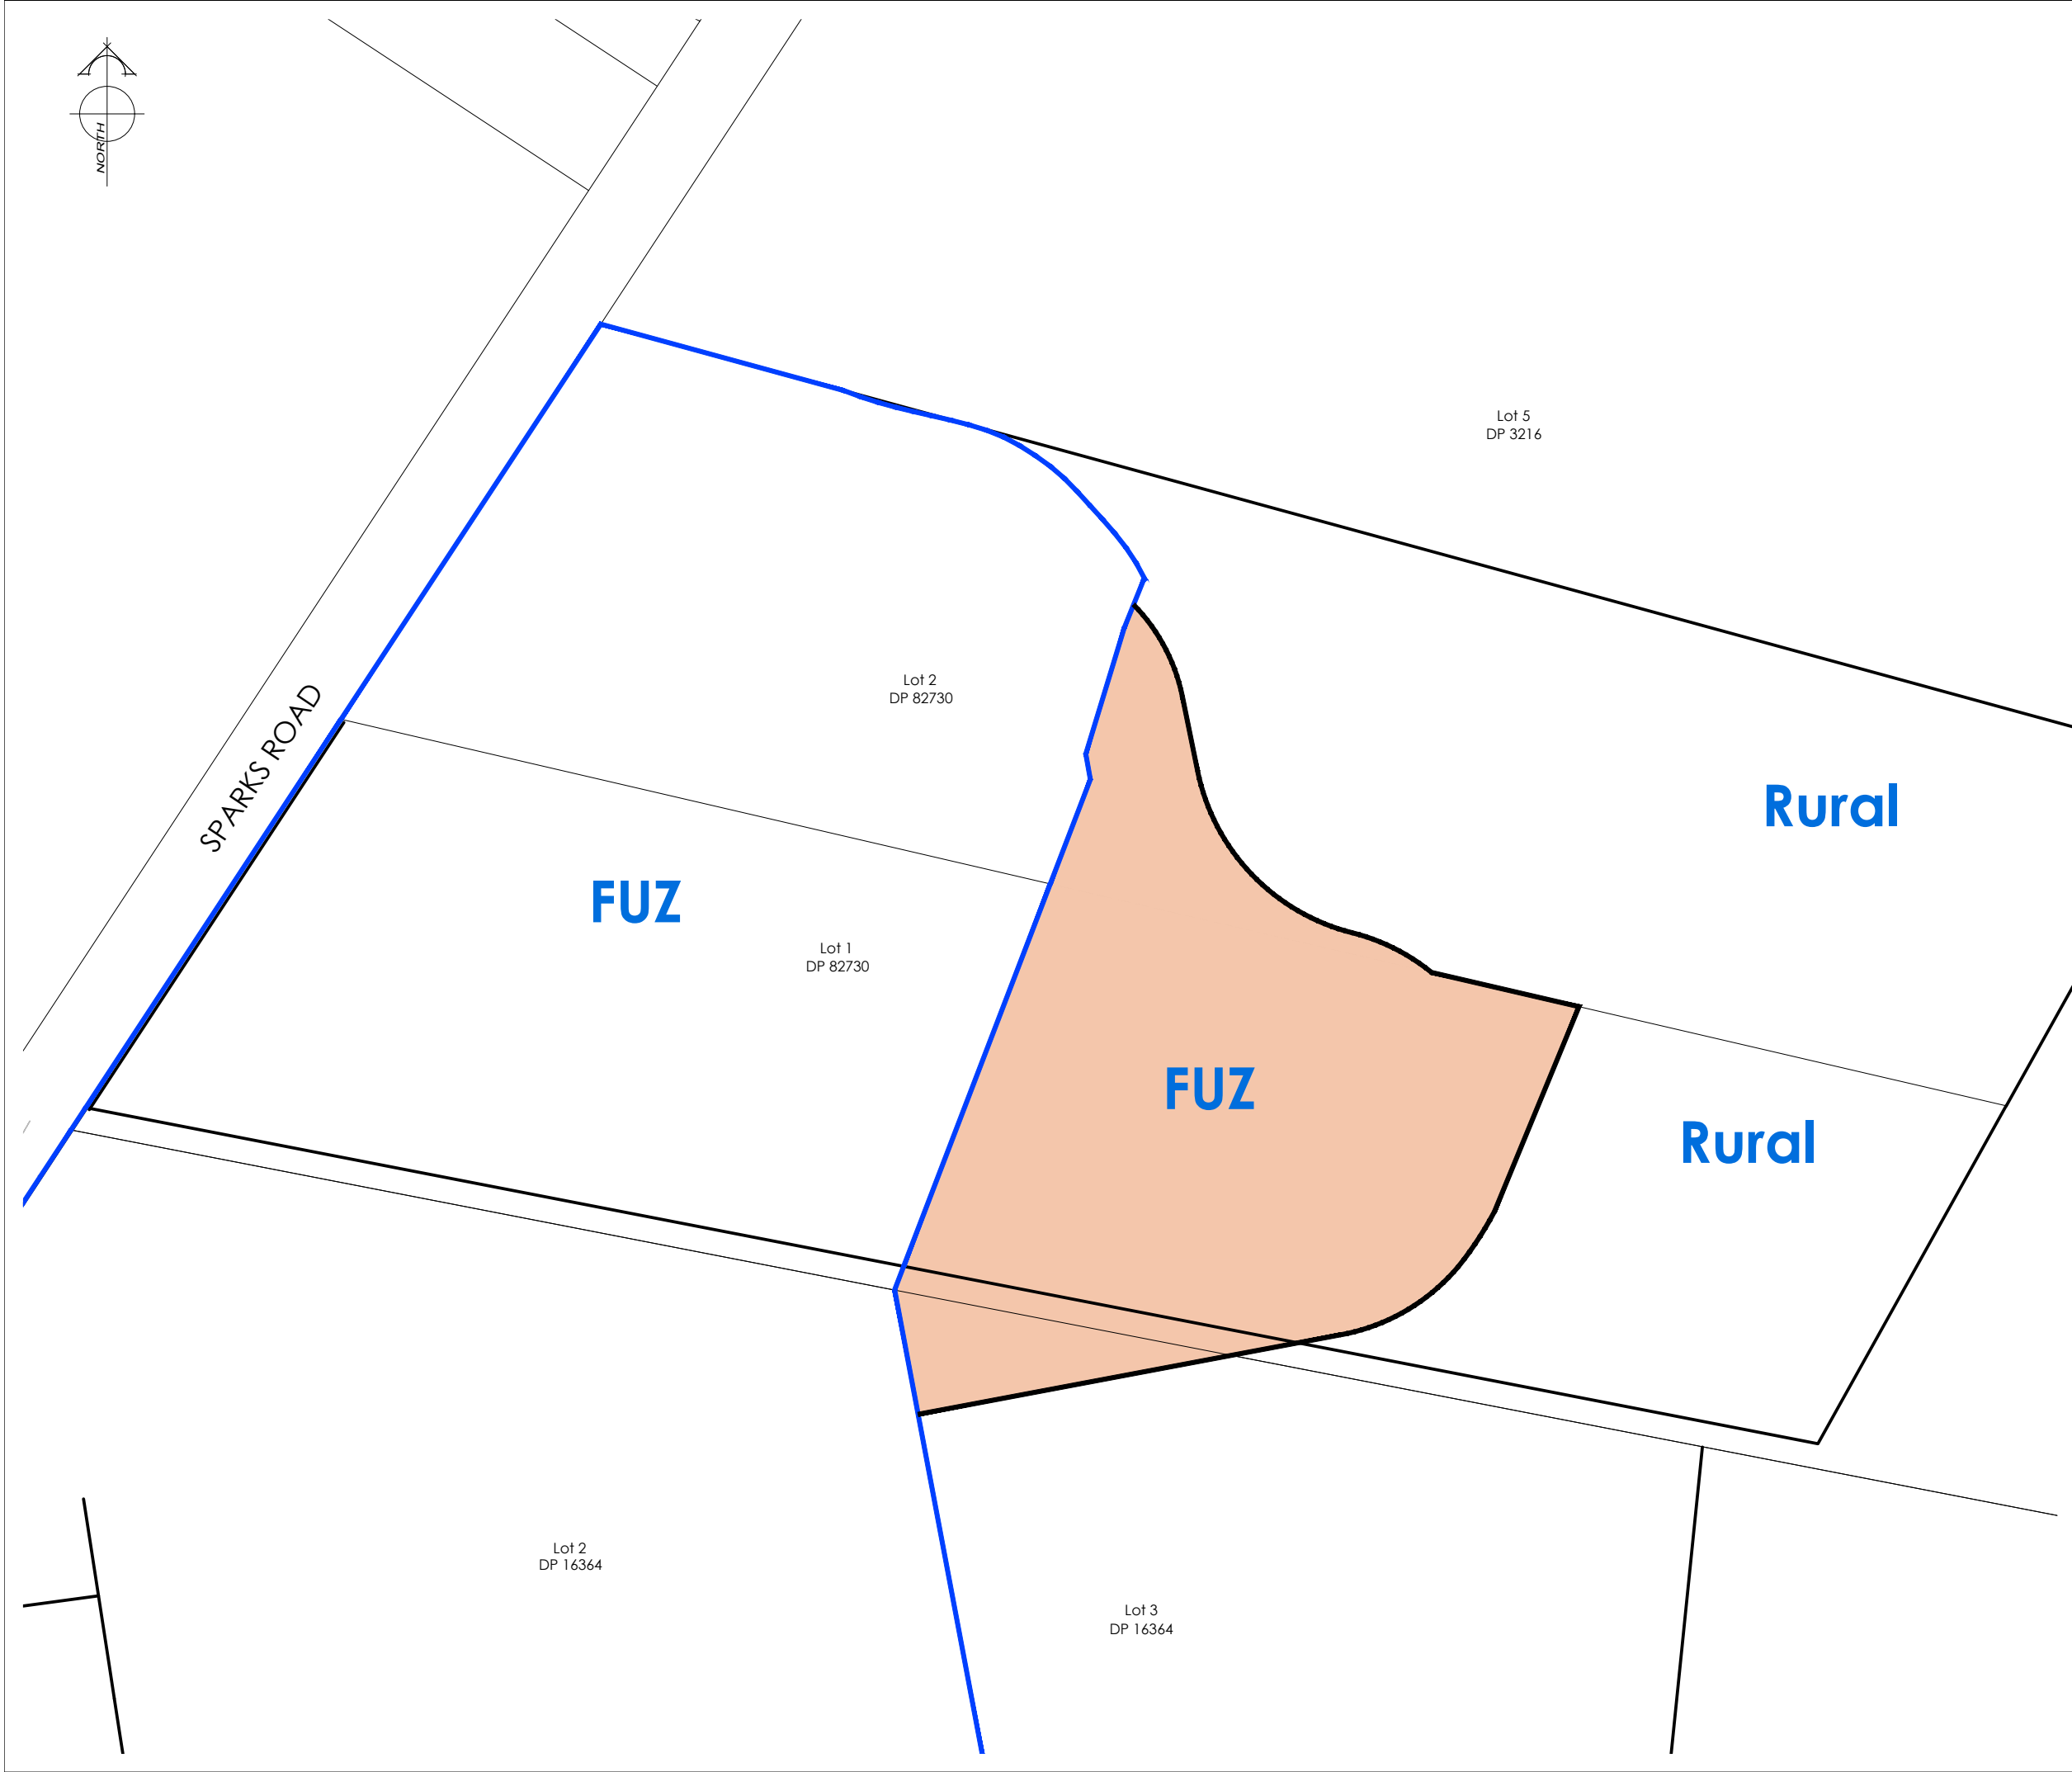 NORTH
Lot 5
DP 3216
Lot 2
DP 82730
SPARKS ROAD
Rural
FUZ
Lot 1
DP 82730
FUZ
Rural
Lot 2
DP 16364
Lot 3
DP 16364